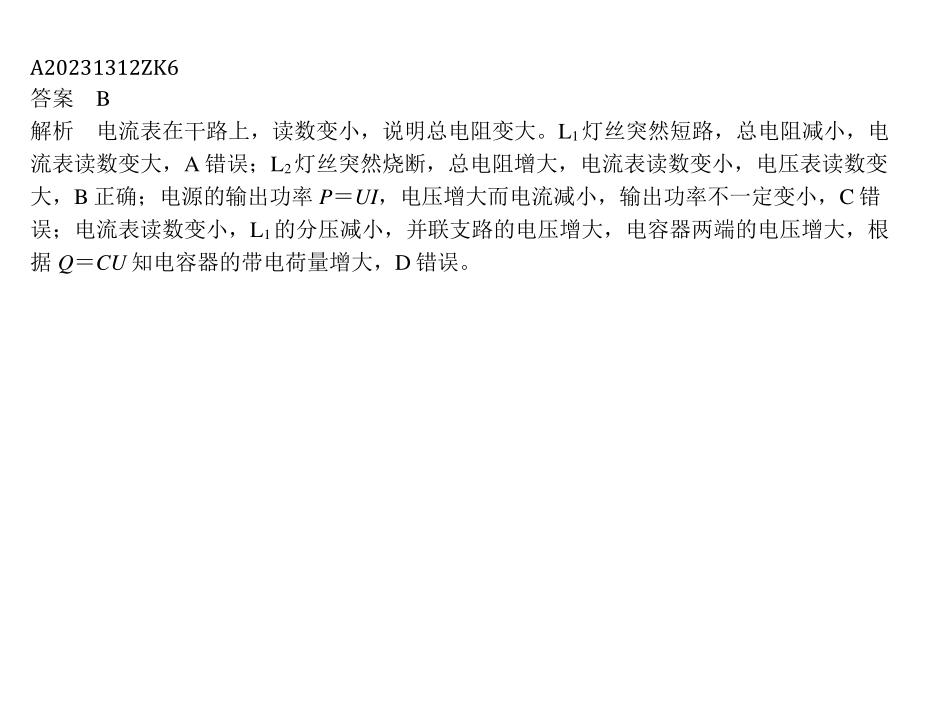 A20231312ZK6
答案　B
解析　电流表在干路上，读数变小，说明总电阻变大。L₁灯丝突然短路，总电阻减小，电
流表读数变大，A 错误；L₂灯丝突然烧断，总电阻增大，电流表读数变小，电压表读数变
大，B 正确；电源的输出功率 P＝UI，电压增大而电流减小，输出功率不一定变小，C 错
误；电流表读数变小，L₁的分压减小，并联支路的电压增大，电容器两端的电压增大，根
据 Q＝CU 知电容器的带电荷量增大，D 错误。